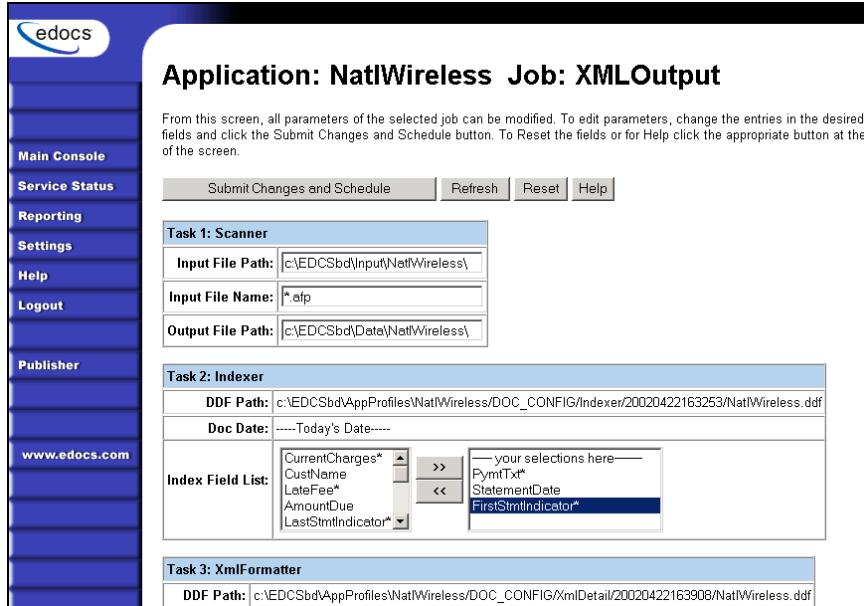 edocs
Application: NatlWireless Job: XMLOutput
From this screen, all parameters of the selected job can be modified. To edit parameters, change the entries in the desired
fields and click the Submit Changes and Schedule button. To Reset the fields or for Help click the appropriate button at the
of the screen.
Submit Changes and Schedule Refresh Reset Help
Main Console
Service Status
Reporting
Settings
Help
Logout
Publisher
www.edocs.com
Task 1: Scanner
Input File Path: c:\EDCSbd\Input\NatlWireless\
Input File Name: *.afp
Output File Path: c:\EDCSbd\Data\NatlWireless\
Task 2: Indexer
DDF Path: c:\EDCSbd\AppProfiles\NatlWireless/DOC_CONFIG/Indexer/20020422163253/NatlWireless.ddf
Doc Date: -----Today's Date-----
Index Field List:
CurrentCharges*
CustName
LateFee*
AmountDue
LastStmtIndicator*
>>
<<
---- your selections here------
PymtTxt*
StatementDate
FirstStmtIndicator*
Task 3: XmlFormatter
DDF Path: c:\EDCSbd\AppProfiles\NatlWireless/DOC_CONFIG/XmlDetail/20020422163908/NatlWireless.ddf